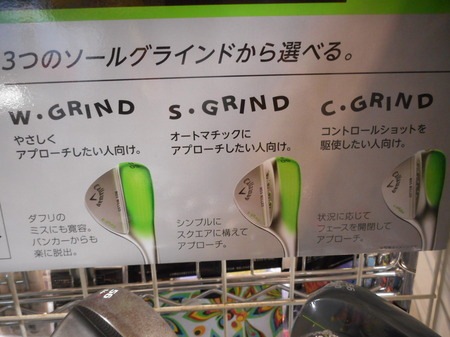 3つのソールグラインドから選べる。
W・GRIND
やさしく
アプローチしたい人向け。
ダフリの
ミスにも寛容。
バンカーからも
楽に脱出。
S・GRIND
オートマチックに
アプローチしたい人向け。
シンプルに
スクエアに構えて
アプローチ。
C・GRIND
コントロールショットを
駆使したい人向け。
状況に応じて
フェースを開閉して
アプローチ。